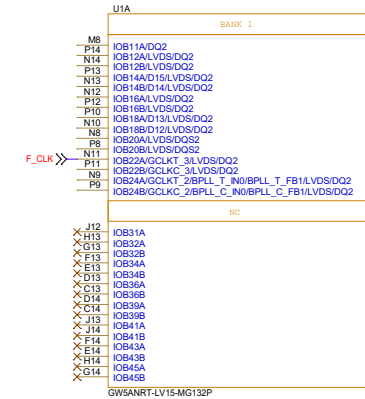 U1A
BANK 1
M8 IOB11A/DQ2
P14 IOB12A/LVDS/DQ2
N14 IOB12B/LVDS/DQ2
P13 IOB14A/D15/LVDS/DQ2
N13 IOB14B/D14/LVDS/DQ2
N12 IOB16A/LVDS/DQ2
P12 IOB16B/LVDS/DQ2
P10 IOB18A/D13/LVDS/DQ2
N10 IOB18B/D12/LVDS/DQ2
N8 IOB20A/LVDS/DQS2
P8 IOB20B/LVDS/DQS2
F_CLK N11 IOB22A/GCLKT_3/LVDS/DQ2
P11 IOB22B/GCLKC_3/LVDS/DQ2
N9 IOB24A/GCLKT_2/BPLL_T_IN0/BPLL_T_FB1/LVDS/DQ2
P9 IOB24B/GCLKC_2/BPLL_C_IN0/BPLL_C_FB1/LVDS/DQ2
NC
J12 IOB31A
H13 IOB32A
G13 IOB32B
F13 IOB34A
E13 IOB34B
D13 IOB36A
C13 IOB36B
D14 IOB39A
C14 IOB39B
J13 IOB41A
J14 IOB41B
F14 IOB43A
E14 IOB43B
H14 IOB45A
G14 IOB45B
GW5ANRT-LV15-MG132P